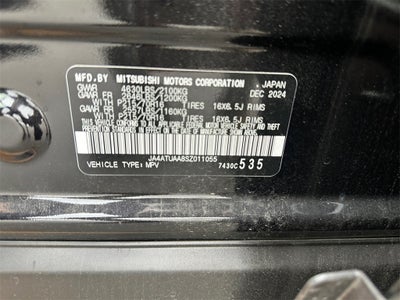 MFD.BY MITSUBISHI MOTORS CORPORATION , JAPAN
GVWR 4630LBS/2100KG DEC 2024
GAWR FR 2646LBS/1200KG
WITH P215/70R16 TIRES 16X6.5J RIMS
GAWR RR /1160KG
WITH P215/70R16 TIRES 16X6.5J RIMS
JA4ATUAA8SZ011055
VEHICLE TYPE: MPV 7430C 535